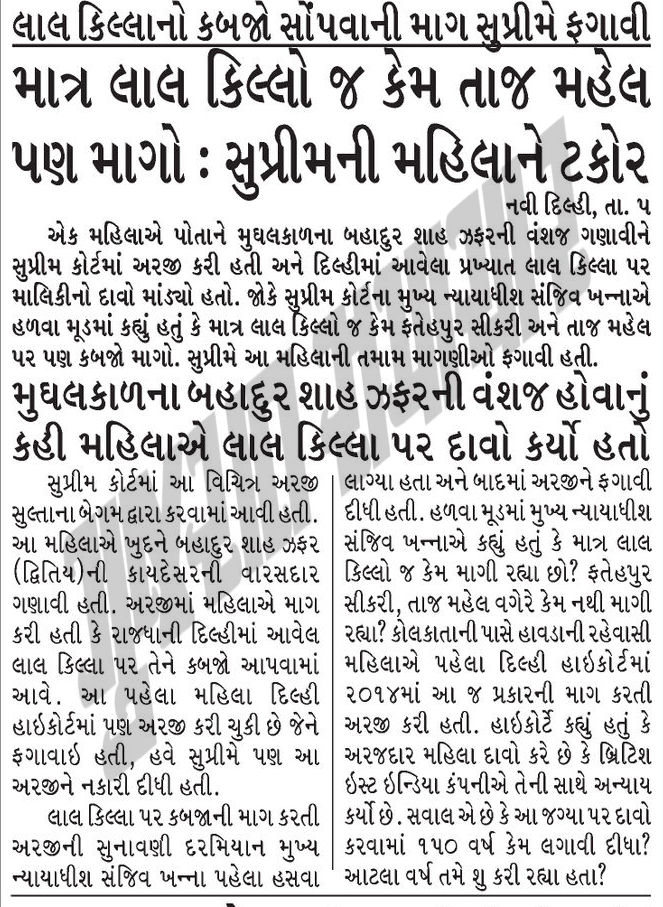 લાલ કિલ્લાનો કબજો સોંપવાની માગ સુપ્રીમે ફગાવી
માત્ર લાલ કિલ્લો જ કેમ તાજ મહેલ
પણ માગો : સુપ્રીમની મહિલાને ટકોર
નવી દિલ્હી, તા. ૫
એક મહિલાએ પોતાને મુઘલકાળના બહાદુર શાહ ઝફરની વંશજ ગણાવીને
સુપ્રીમ કોર્ટમાં અરજી કરી હતી અને દિલ્હીમાં આવેલા પ્રખ્યાત લાલ કિલ્લા પર
માલિકીનો દાવો માંડ્યો હતો. જોકે સુપ્રીમ કોર્ટના મુખ્ય ન્યાયાધીશ સંજિવ ખન્નાએ
હળવા મૂડમાં કહ્યું હતું કે માત્ર લાલ કિલ્લો જ કેમ ફતેહપુર સીકરી અને તાજ મહેલ
પર પણ કબજો માગો. સુપ્રીમે આ મહિલાની તમામ માગણીઓ ફગાવી હતી.
મુઘલકાળના બહાદુર શાહ ઝફરની વંશજ હોવાનું
કહી મહિલાએ લાલ કિલ્લા પર દાવો કર્યો હતો
સુપ્રીમ કોર્ટમાં આ વિચિત્ર અરજી
સુલ્તાના બેગમ દ્વારા કરવામાં આવી હતી.
આ મહિલાએ ખુદને બહાદુર શાહ ઝફર
(દ્વિતિય)ની કાયદેસરની વારસદાર
ગણાવી હતી. અરજીમાં મહિલાએ માગ
કરી હતી કે રાજધાની દિલ્હીમાં આવેલ
લાલ કિલ્લા પર તેને કબજો આપવામાં
આવે. આ પહેલા મહિલા દિલ્હી
હાઇકોર્ટમાં પણ અરજી કરી ચુકી છે જેને
ફગાવાઇ હતી, હવે સુપ્રીમે પણ આ
અરજીને નકારી દીધી હતી.
લાલ કિલ્લા પર કબજાની માગ કરતી
અરજીની સુનાવણી દરમિયાન મુખ્ય
ન્યાયાધીશ સંજિવ ખન્ના પહેલા હસવા
લાગ્યા હતા અને બાદમાં અરજીને ફગાવી
દીધી હતી. હળવા મૂડમાં મુખ્ય ન્યાયાધીશ
સંજિવ ખન્નાએ કહ્યું હતું કે માત્ર લાલ
કિલ્લો જ કેમ માગી રહ્યા છો? ફતેહપુર
સીકરી, તાજ મહેલ વગેરે કેમ નથી માગી
રહ્યા? કોલકાતાની પાસે હાવડાની રહેવાસી
મહિલાએ પહેલા દિલ્હી હાઇકોર્ટમાં
૨૦૧૪માં આ જ પ્રકારની માગ કરતી
અરજી કરી હતી. હાઇકોર્ટે કહ્યું હતું કે
અરજદાર મહિલા દાવો કરે છે કે બ્રિટિશ
ઇસ્ટ ઇન્ડિયા કંપનીએ તેની સાથે અન્યાય
કર્યો છે. સવાલ એ છે કે આ જગ્યા પર દાવો
કરવામાં ૧૫૦ વર્ષ કેમ લગાવી દીધા?
આટલા વર્ષ તમે શુ કરી રહ્યા હતા?